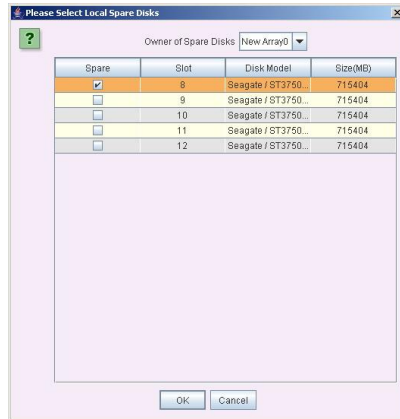 Please Select Local Spare Disks
?
Owner of Spare Disks New Array0
Spare Slot Disk Model Size(MB)
8 Seagate / ST3750... 715404
9 Seagate / ST3750... 715404
10 Seagate / ST3750... 715404
11 Seagate / ST3750... 715404
12 Seagate / ST3750... 715404
OK Cancel